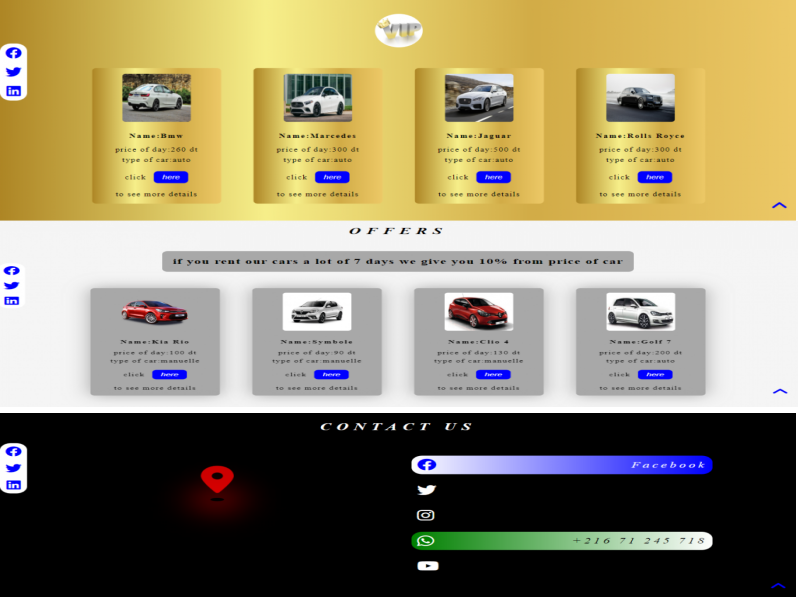 VIP
Name:Bmw
price of day:260 dt
type of car:auto
click here
to see more details
Name:Marcedes
price of day:300 dt
type of car:auto
click here
to see more details
Name:Jaguar
price of day:500 dt
type of car:auto
click here
to see more details
Name:Rolls Royce
price of day:300 dt
type of car:auto
click here
to see more details
OFFERS
if you rent our cars a lot of 7 days we give you 10% from price of car
Name:Kia Rio
price of day:100 dt
type of car:manuelle
click here
to see more details
Name:Symbole
price of day:90 dt
type of car:manuelle
click here
to see more details
Name:Clio 4
price of day:130 dt
type of car:manuelle
click here
to see more details
Name:Golf 7
price of day:200 dt
type of car:auto
click here
to see more details
CONTACT US
Facebook
+216 71 245 718